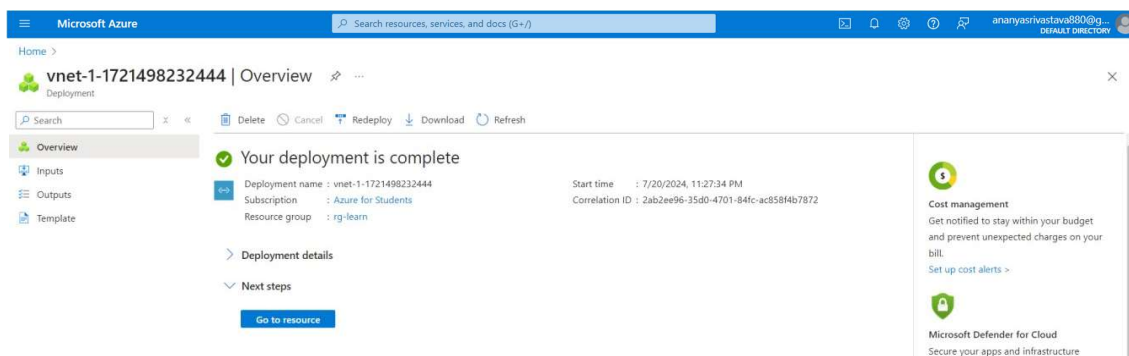 Microsoft Azure
Search resources, services, and docs (G+/)
ananyasrivastava880@g...
DEFAULT DIRECTORY
Home >
vnet-1-1721498232444 | Overview
Deployment
Search
Delete Cancel Redeploy Download Refresh
Overview
Inputs
Outputs
Template
Your deployment is complete
Deployment name : vnet-1-1721498232444
Subscription : Azure for Students
Resource group : rg-learn
Start time : 7/20/2024, 11:27:34 PM
Correlation ID : 2ab2ee96-35d0-4701-84fc-ac858f4b7872
Deployment details
Next steps
Go to resource
Cost management
Get notified to stay within your budget
and prevent unexpected charges on your
bill.
Set up cost alerts >
Microsoft Defender for Cloud
Secure your apps and infrastructure